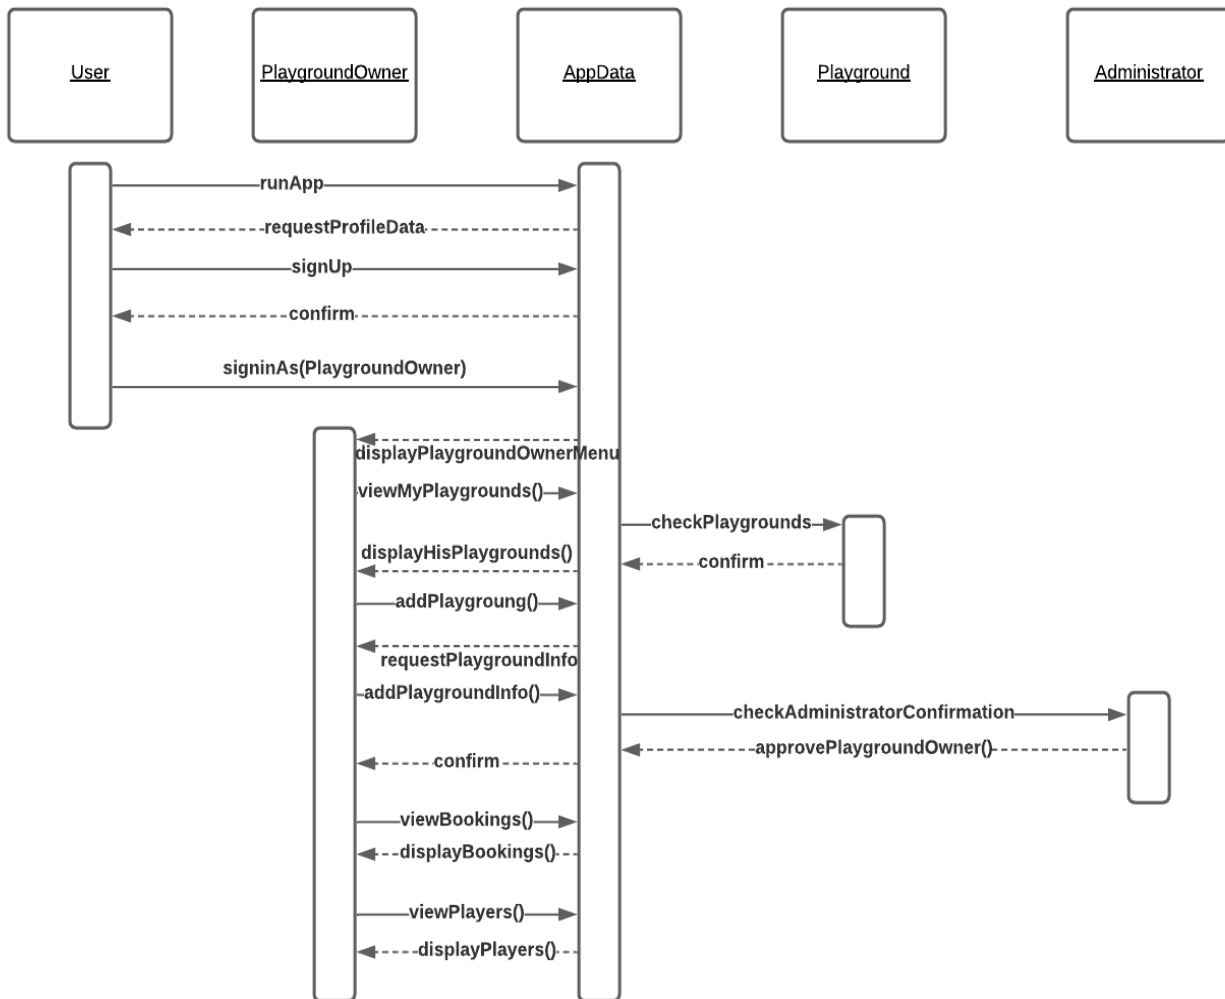 User
PlaygroundOwner
AppData
Playground
Administrator
runApp
requestProfileData
signUp
confirm
signinAs(PlaygroundOwner)
displayPlaygroundOwnerMenu
viewMyPlaygrounds()
checkPlaygrounds
displayHisPlaygrounds()
confirm
addPlaygroung()
requestPlaygroundInfo
addPlaygroundInfo()
checkAdministratorConfirmation
approvePlaygroundOwner()
confirm
viewBookings()
displayBookings()
viewPlayers()
displayPlayers()